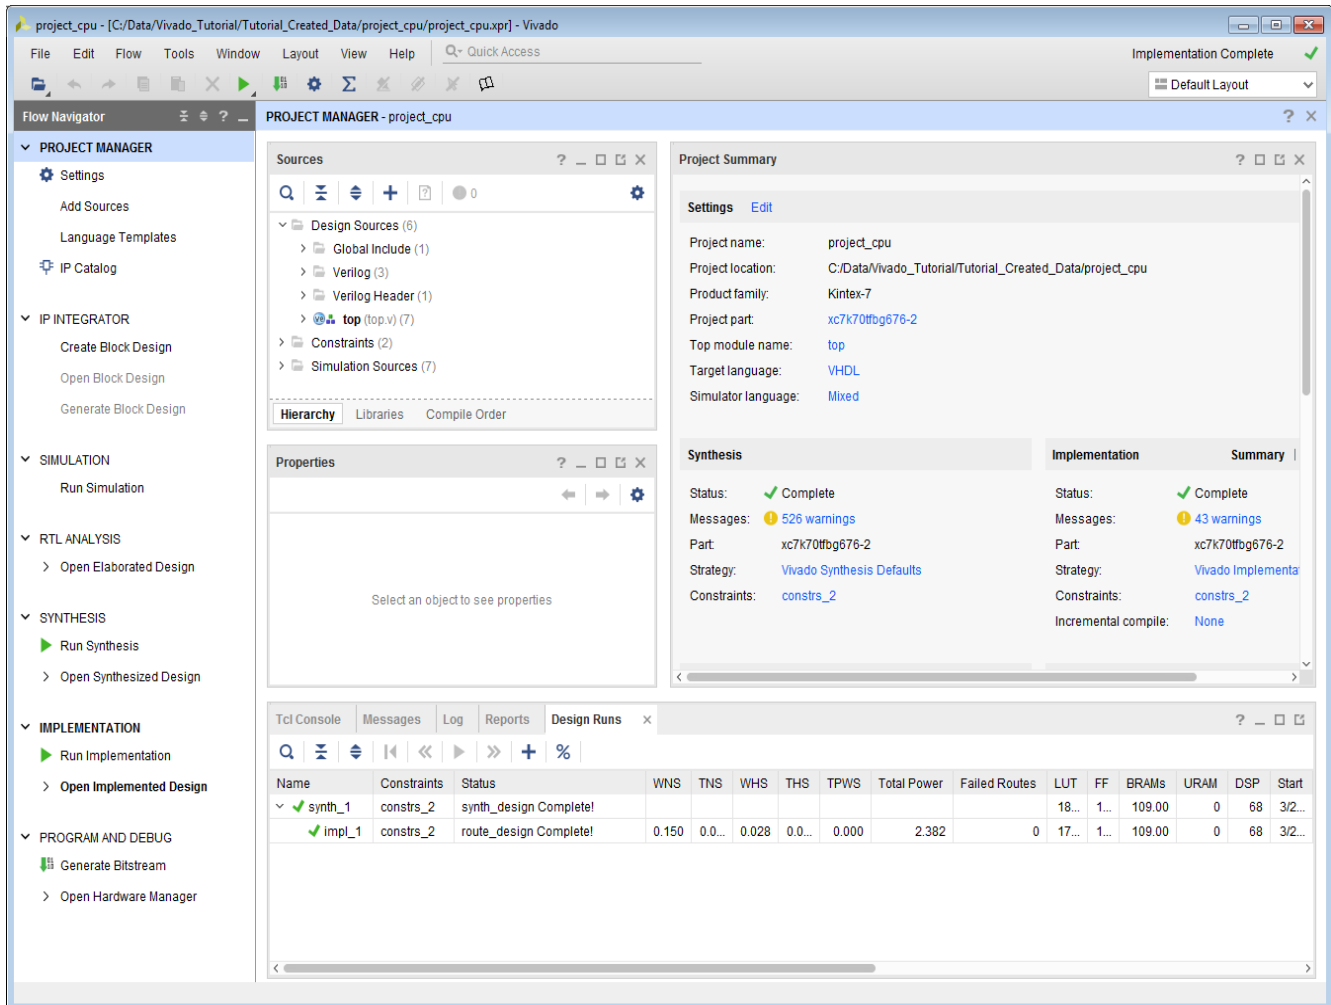 project_cpu - [C:/Data/Vivado_Tutorial/Tutorial_Created_Data/project_cpu/project_cpu.xpr] - Vivado
File Edit Flow Tools Window Layout View Help Quick Access Implementation Complete
Default Layout
Flow Navigator
PROJECT MANAGER
Settings
Add Sources
Language Templates
IP Catalog
IP INTEGRATOR
Create Block Design
Open Block Design
Generate Block Design
SIMULATION
Run Simulation
RTL ANALYSIS
Open Elaborated Design
SYNTHESIS
Run Synthesis
Open Synthesized Design
IMPLEMENTATION
Run Implementation
Open Implemented Design
PROGRAM AND DEBUG
Generate Bitstream
Open Hardware Manager
PROJECT MANAGER - project_cpu
Sources
0
Design Sources (6)
Global Include (1)
Verilog (3)
Verilog Header (1)
top (top.v) (7)
Constraints (2)
Simulation Sources (7)
Hierarchy Libraries Compile Order
Properties
Select an object to see properties
Project Summary
Settings Edit
Project name: project_cpu
Project location: C:/Data/Vivado_Tutorial/Tutorial_Created_Data/project_cpu
Product family: Kintex-7
Project part: xc7k70tfbg676-2
Top module name: top
Target language: VHDL
Simulator language: Mixed
Synthesis
Status: Complete
Messages: 526 warnings
Part: xc7k70tfbg676-2
Strategy: Vivado Synthesis Defaults
Constraints: constrs_2
Implementation Summary |
Status: Complete
Messages: 43 warnings
Part: xc7k70tfbg676-2
Strategy: Vivado Implementa
Constraints: constrs_2
Incremental compile: None
Tcl Console Messages Log Reports Design Runs
Name Constraints Status WNS TNS WHS THS TPWS Total Power Failed Routes LUT FF BRAMs URAM DSP Start
synth_1 constrs_2 synth_design Complete! 18... 1... 109.00 0 68 3/2...
impl_1 constrs_2 route_design Complete! 0.150 0.0... 0.028 0.0... 0.000 2.382 0 17... 1... 109.00 0 68 3/2...